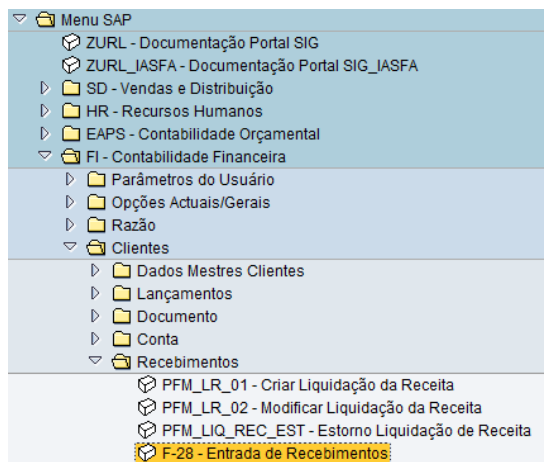 Menu SAP
ZURL - Documentação Portal SIG
ZURL_IASFA - Documentação Portal SIG_IASFA
SD - Vendas e Distribuição
HR - Recursos Humanos
EAPS - Contabilidade Orçamental
FI - Contabilidade Financeira
Parâmetros do Usuário
Opções Actuais/Gerais
Razão
Clientes
Dados Mestres Clientes
Lançamentos
Documento
Conta
Recebimentos
PFM_LR_01 - Criar Liquidação da Receita
PFM_LR_02 - Modificar Liquidação da Receita
PFM_LIQ_REC_EST - Estorno Liquidação de Receita
F-28 - Entrada de Recebimentos